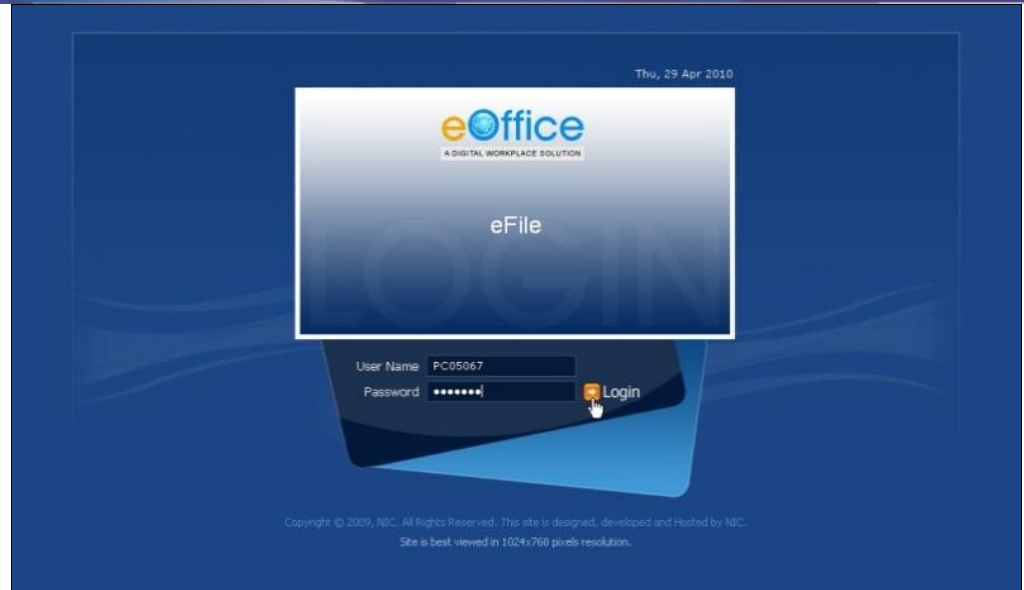 Thu, 29 Apr 2010
eOffice
A DIGITAL WORKPLACE SOLUTION
eFile
LOGIN
User Name PC05067
Password •••••••
Login
Copyright © 2009, NIC. All Rights Reserved. This site is designed, developed and Hosted by NIC.
Site is best viewed in 1024x768 pixels resolution.